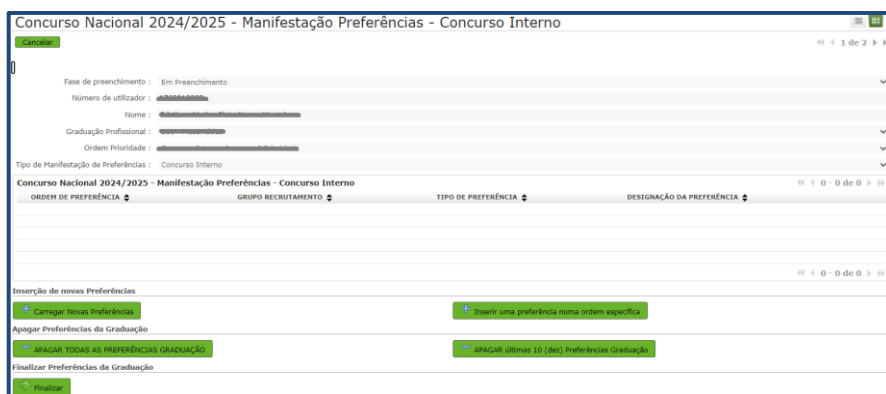 Concurso Nacional 2024/2025 - Manifestação Preferências - Concurso Interno
Cancelar
1 de 2
Fase de preenchimento : Em Preenchimento
Número de utilizador :
Nome :
Graduação Profissional :
Ordem Prioridade :
Tipo de Manifestação de Preferências : Concurso Interno
Concurso Nacional 2024/2025 - Manifestação Preferências - Concurso Interno 0 - 0 de 0
ORDEM DE PREFERÊNCIA GRUPO RECRUTAMENTO TIPO DE PREFERÊNCIA DESIGNAÇÃO DA PREFERÊNCIA
0 - 0 de 0
Inserção de novas Preferências
Carregar Novas Preferências Inserir uma preferência numa ordem específica
Apagar Preferências da Graduação
APAGAR TODAS AS PREFERÊNCIAS GRADUAÇÃO APAGAR últimas 10 (dez) Preferências Graduação
Finalizar Preferências da Graduação
Finalizar